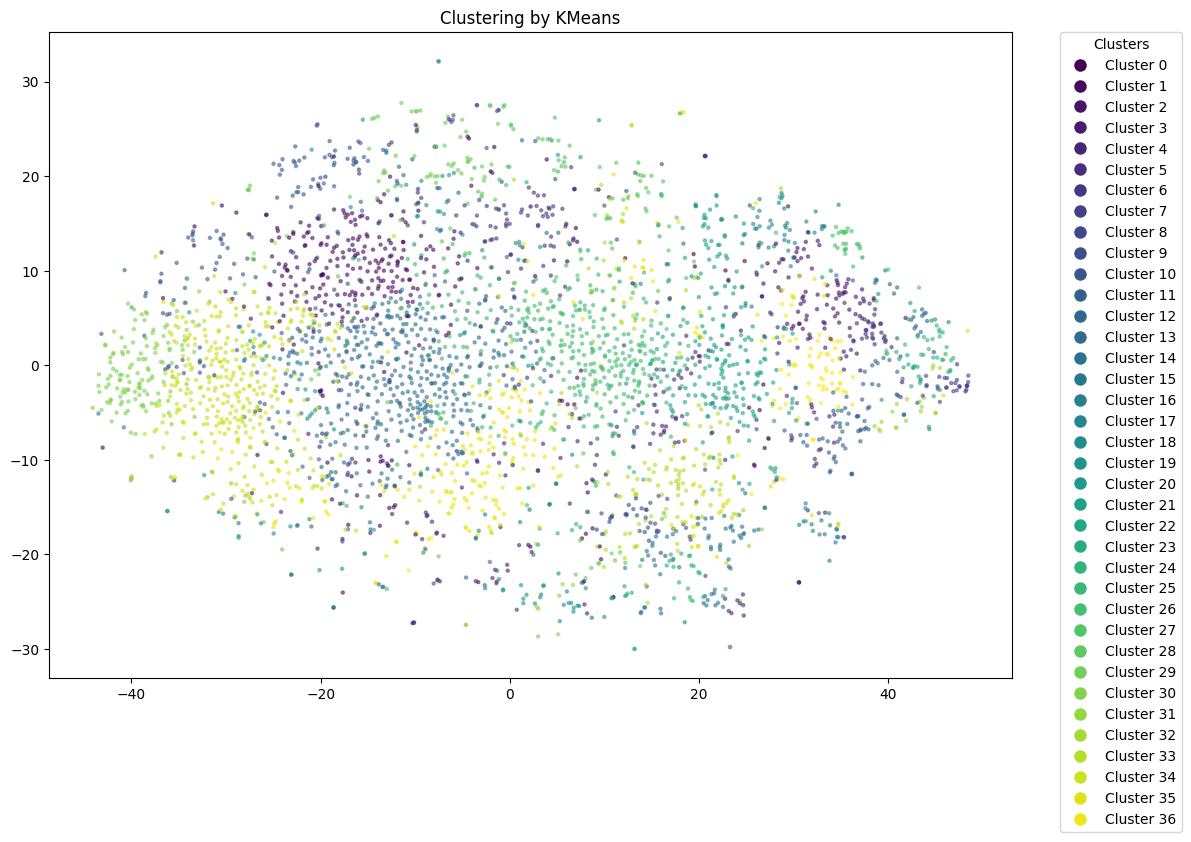 Clustering by KMeans
30
20
10
0
−10
−20
−30
−40
−20
0
20
40
Clusters
Cluster 0
Cluster 1
Cluster 2
Cluster 3
Cluster 4
Cluster 5
Cluster 6
Cluster 7
Cluster 8
Cluster 9
Cluster 10
Cluster 11
Cluster 12
Cluster 13
Cluster 14
Cluster 15
Cluster 16
Cluster 17
Cluster 18
Cluster 19
Cluster 20
Cluster 21
Cluster 22
Cluster 23
Cluster 24
Cluster 25
Cluster 26
Cluster 27
Cluster 28
Cluster 29
Cluster 30
Cluster 31
Cluster 32
Cluster 33
Cluster 34
Cluster 35
Cluster 36